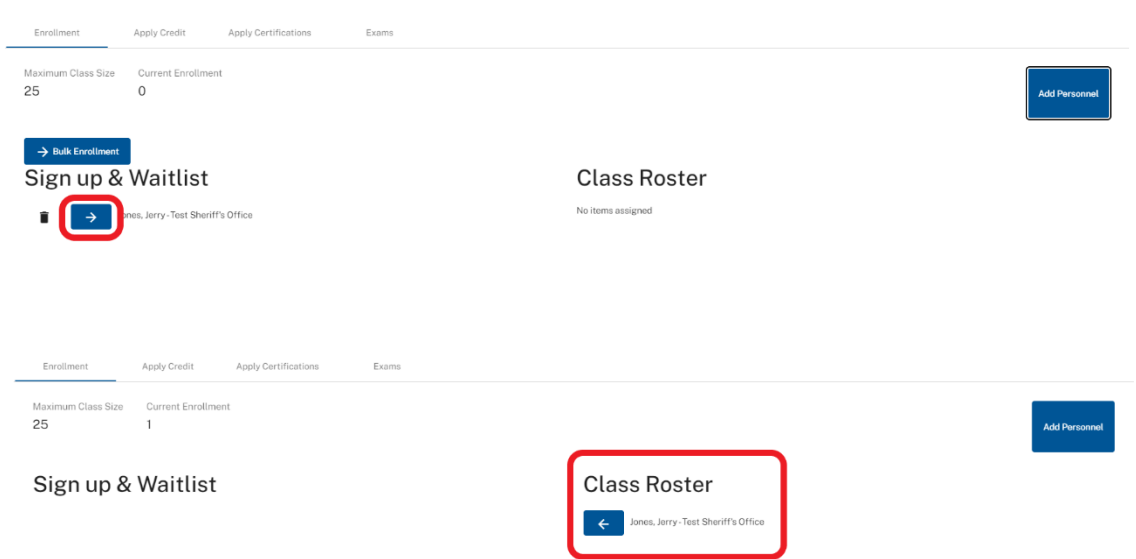 Enrollment Apply Credit Apply Certifications Exams
Maximum Class Size Current Enrollment
25 0
Add Personnel
→ Bulk Enrollment
Sign up & Waitlist
→ ones, Jerry - Test Sheriff's Office
Class Roster
No items assigned
Enrollment Apply Credit Apply Certifications Exams
Maximum Class Size Current Enrollment
25 1
Add Personnel
Sign up & Waitlist
Class Roster
← Jones, Jerry - Test Sheriff's Office